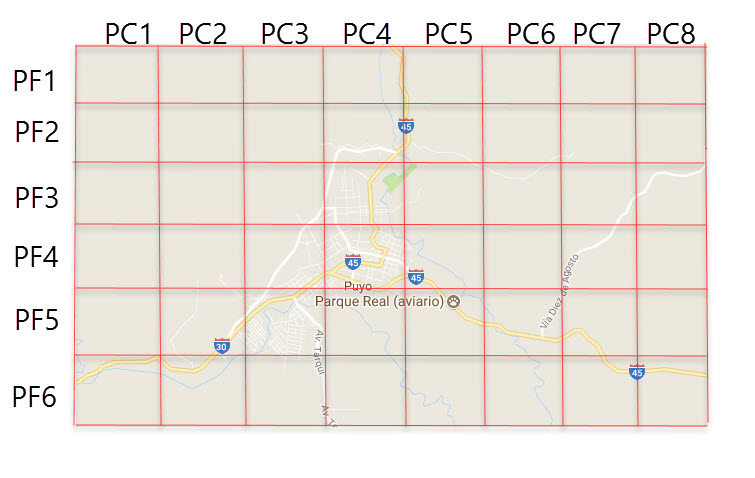 PC1 PC2 PC3 PC4 PC5 PC6 PC7 PC8
PF1
PF2
45
PF3
PF4
45
45
Vía Diez de Agosto
Puyo
Parque Real (aviario)
PF5
30
Av. Tarqui
45
PF6
Av. Ta